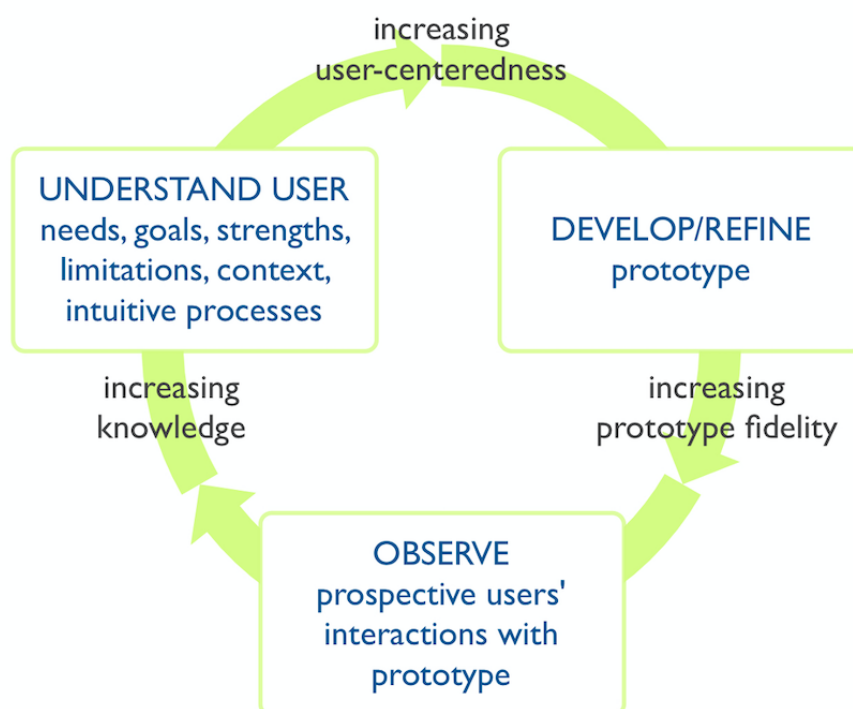 increasing
user-centeredness
UNDERSTAND USER
needs, goals, strengths,
limitations, context,
intuitive processes
DEVELOP/REFINE
prototype
increasing
knowledge
increasing
prototype fidelity
OBSERVE
prospective users'
interactions with
prototype